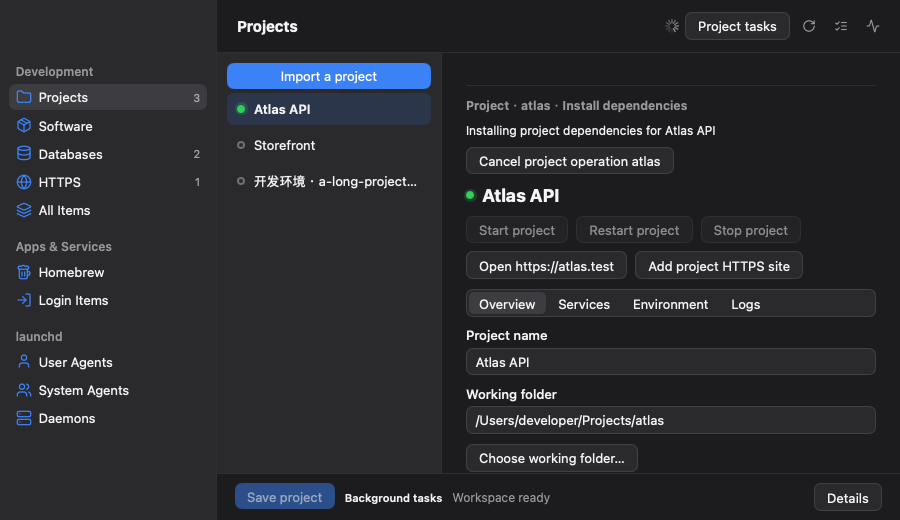 Projects
Project tasks
Development
Projects 3
Software
Databases 2
HTTPS 1
All Items
Apps & Services
Homebrew
Login Items
launchd
User Agents
System Agents
Daemons
Import a project
Atlas API
Storefront
开发环境 · a-long-project...
Project · atlas · Install dependencies
Installing project dependencies for Atlas API
Cancel project operation atlas
Atlas API
Start project Restart project Stop project
Open https://atlas.test Add project HTTPS site
Overview Services Environment Logs
Project name
Atlas API
Working folder
/Users/developer/Projects/atlas
Choose working folder...
Save project Background tasks Workspace ready Details